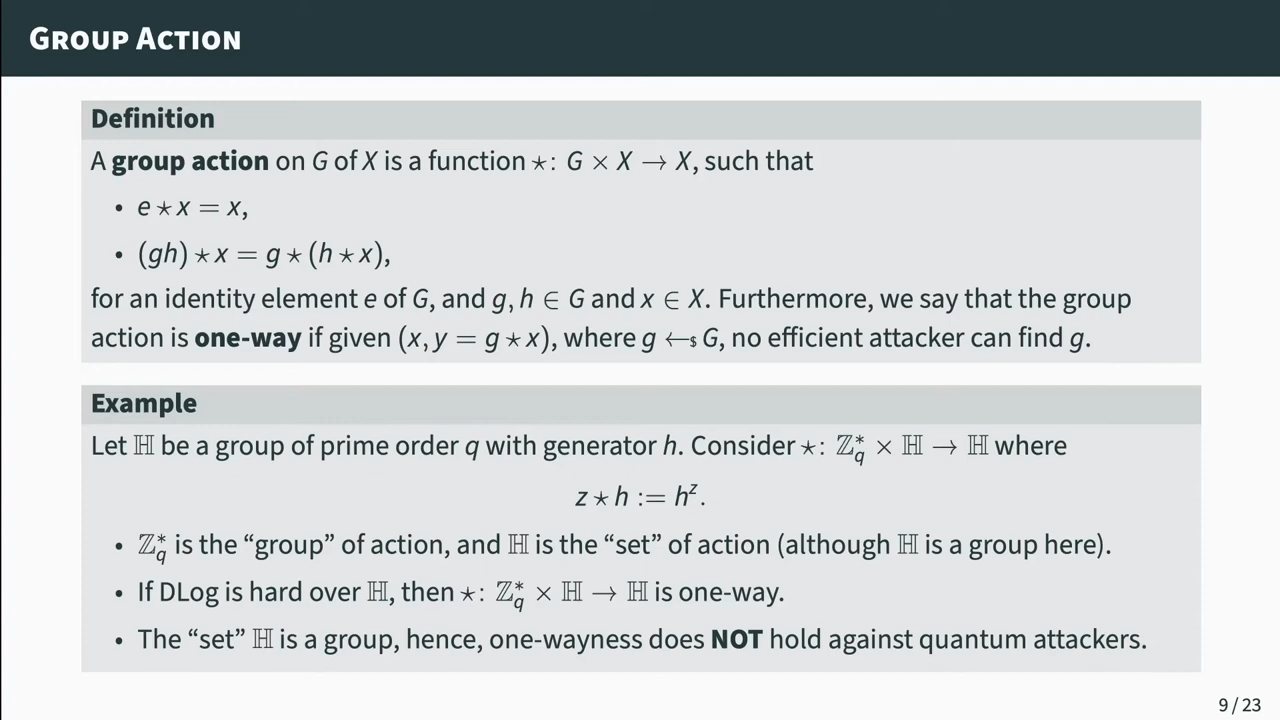 GROUP ACTION
Definition
A group action on G of X is a function ⋆: G × X → X, such that
• e ⋆ x = x,
• (gh) ⋆ x = g ⋆ (h ⋆ x),
for an identity element e of G, and g, h ∈ G and x ∈ X. Furthermore, we say that the group
action is one-way if given (x, y = g ⋆ x), where g ←$ G, no efficient attacker can find g.
Example
Let ℍ be a group of prime order q with generator h. Consider ⋆: ℤ*_q × ℍ → ℍ where
z ⋆ h := h^z.
• ℤ*_q is the “group” of action, and ℍ is the “set” of action (although ℍ is a group here).
• If DLog is hard over ℍ, then ⋆: ℤ*_q × ℍ → ℍ is one-way.
• The “set” ℍ is a group, hence, one-wayness does NOT hold against quantum attackers.
9 / 23